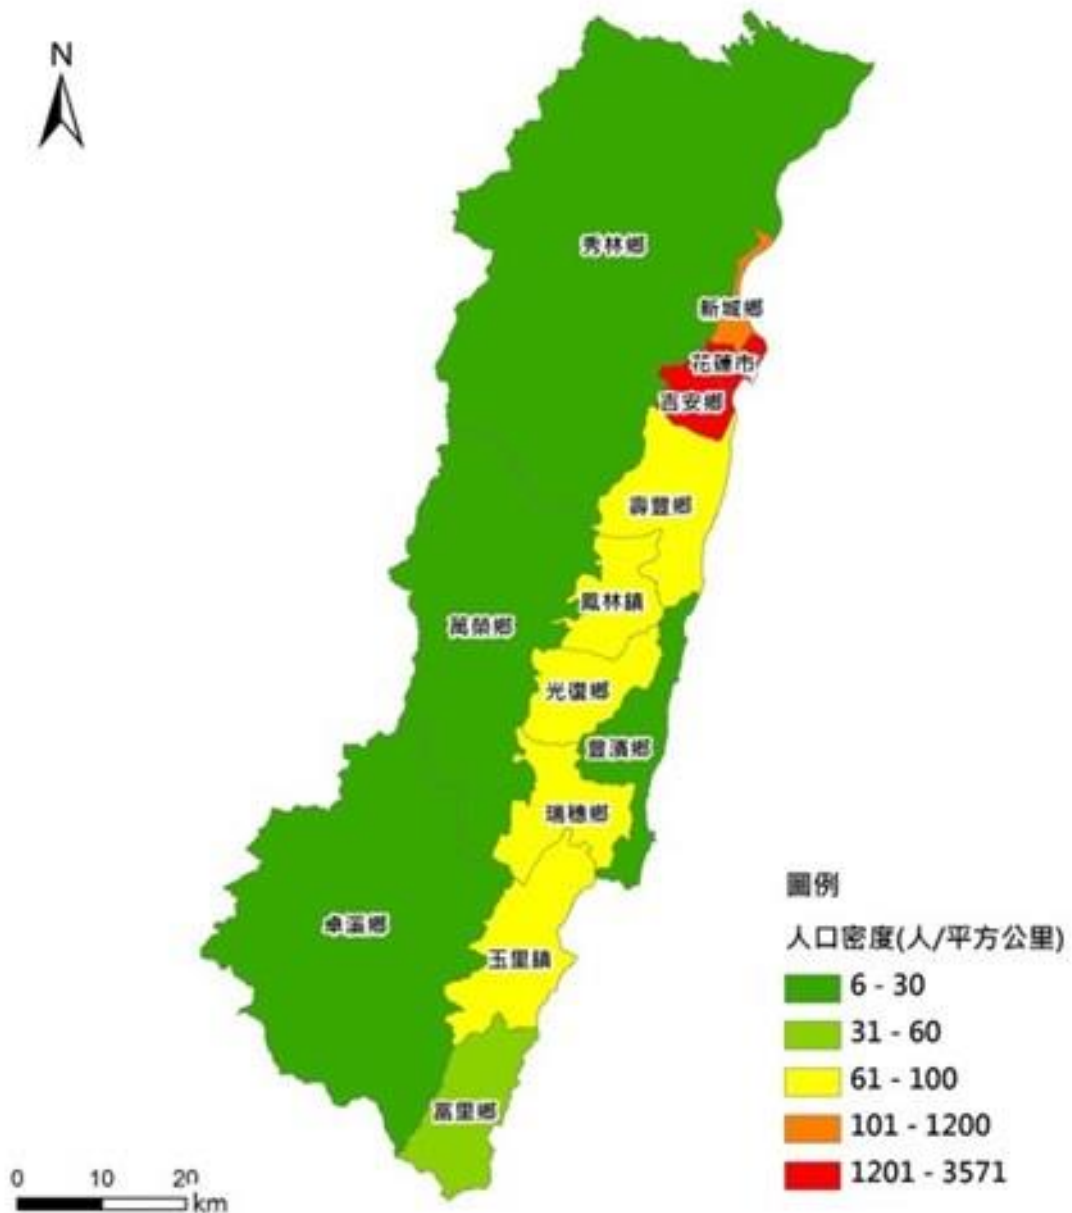 N
秀林鄉
新城鄉
花蓮市
吉安鄉
壽豐鄉
鳳林鎮
萬榮鄉
光復鄉
豐濱鄉
瑞穗鄉
卓溪鄉
玉里鎮
富里鄉
圖例
人口密度(人/平方公里)
6 - 30
31 - 60
61 - 100
101 - 1200
1201 - 3571
0 10 20
km